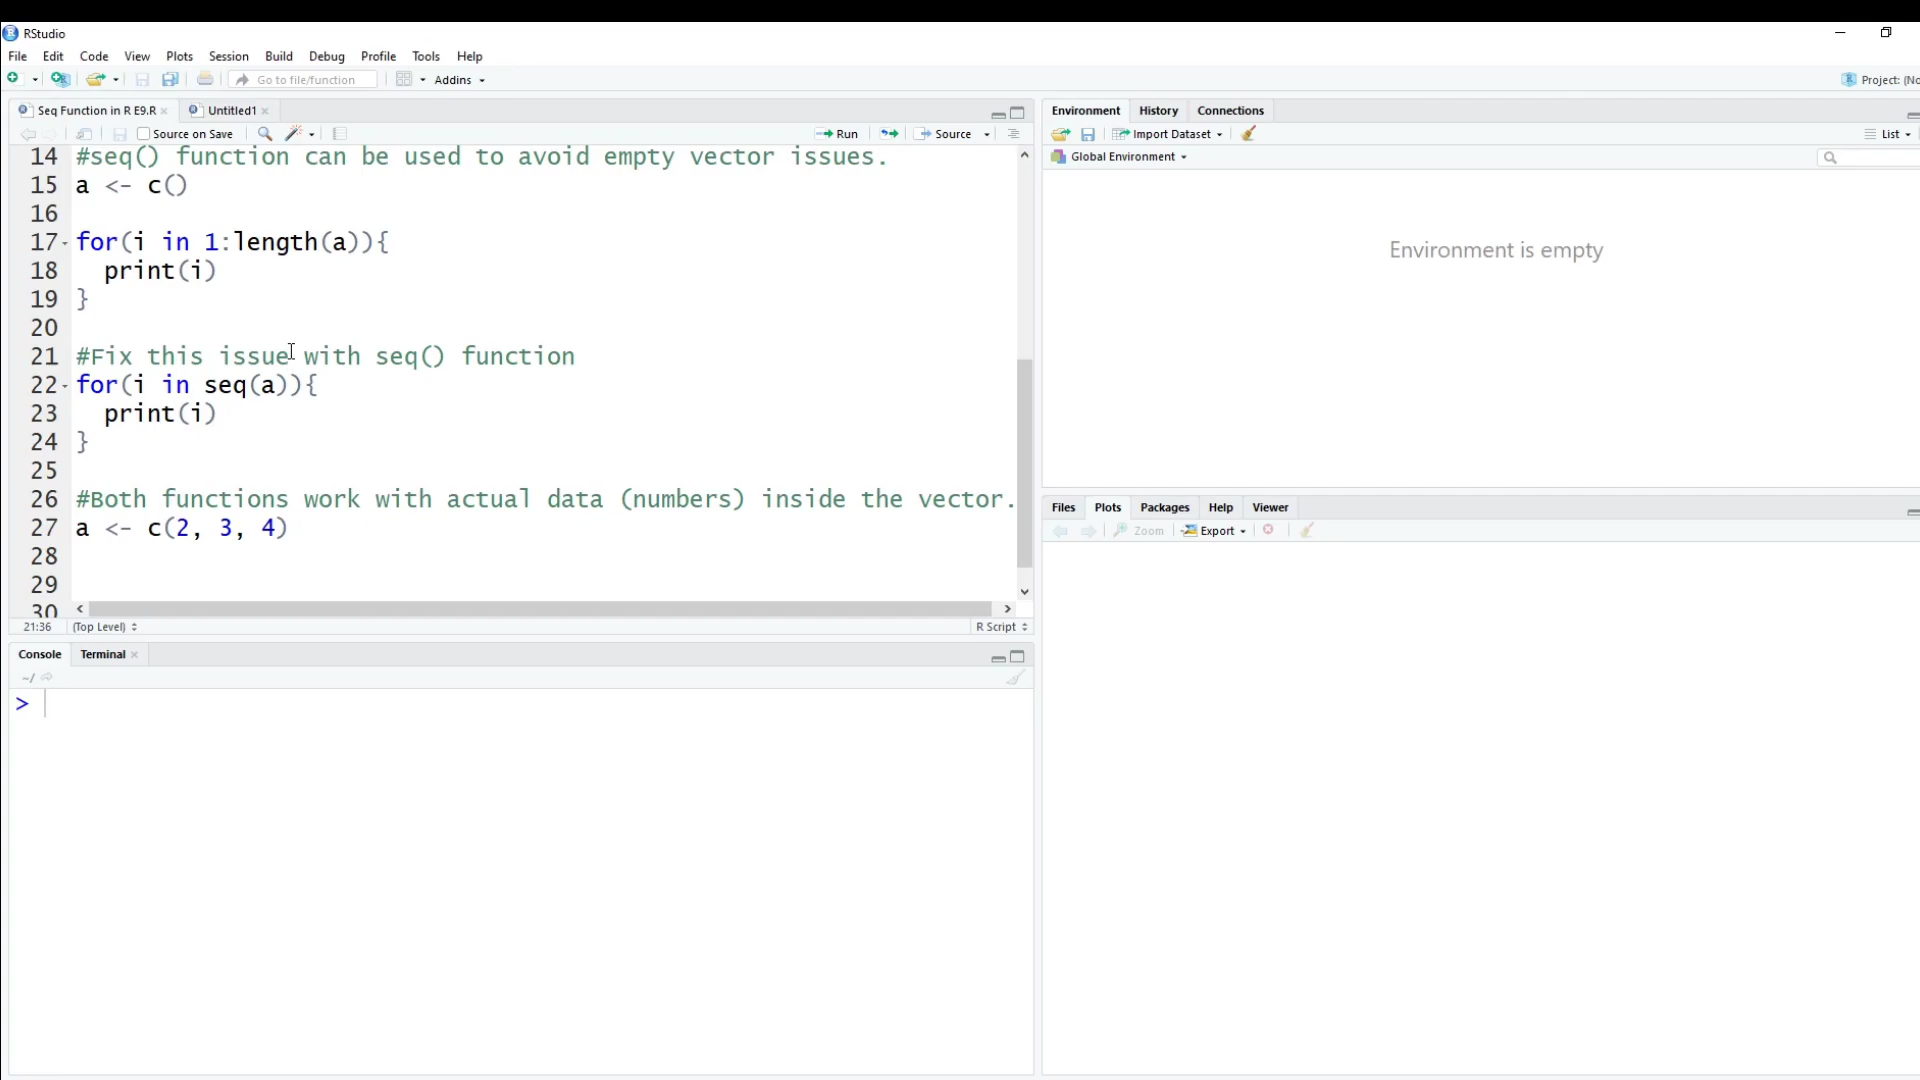 RStudio
File Edit Code View Plots Session Build Debug Profile Tools Help
Go to file/function Addins Project: (No
Seq Function in R E9.R Untitled1
Source on Save Run Source
14 #seq() function can be used to avoid empty vector issues.
15 a <- c()
16
17 for(i in 1:length(a)){
18 print(i)
19 }
20
21 #Fix this issue with seq() function
22 for(i in seq(a)){
23 print(i)
24 }
25
26 #Both functions work with actual data (numbers) inside the vector.
27 a <- c(2, 3, 4)
28
29
30
21:36 (Top Level) R Script
Console Terminal
~/
>
Environment History Connections
Import Dataset List
Global Environment
Environment is empty
Files Plots Packages Help Viewer
Zoom Export